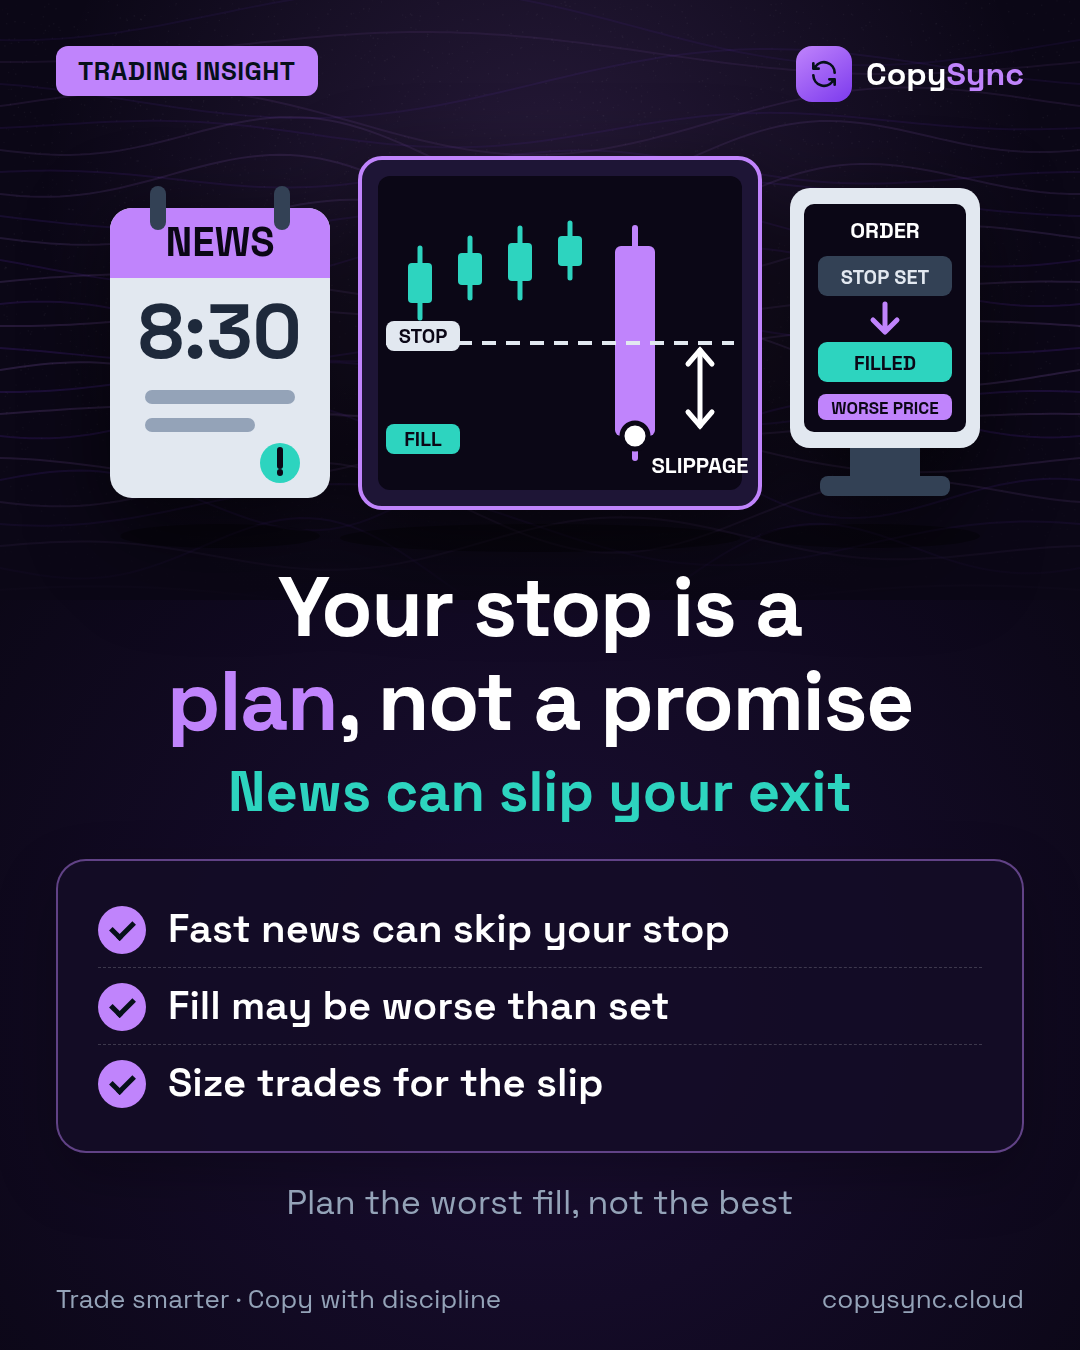 TRADING INSIGHT
CopySync
NEWS
8:30
STOP
FILL
SLIPPAGE
ORDER
STOP SET
FILLED
WORSE PRICE
Your stop is a
plan, not a promise
News can slip your exit
Fast news can skip your stop
Fill may be worse than set
Size trades for the slip
Plan the worst fill, not the best
Trade smarter · Copy with discipline
copysync.cloud